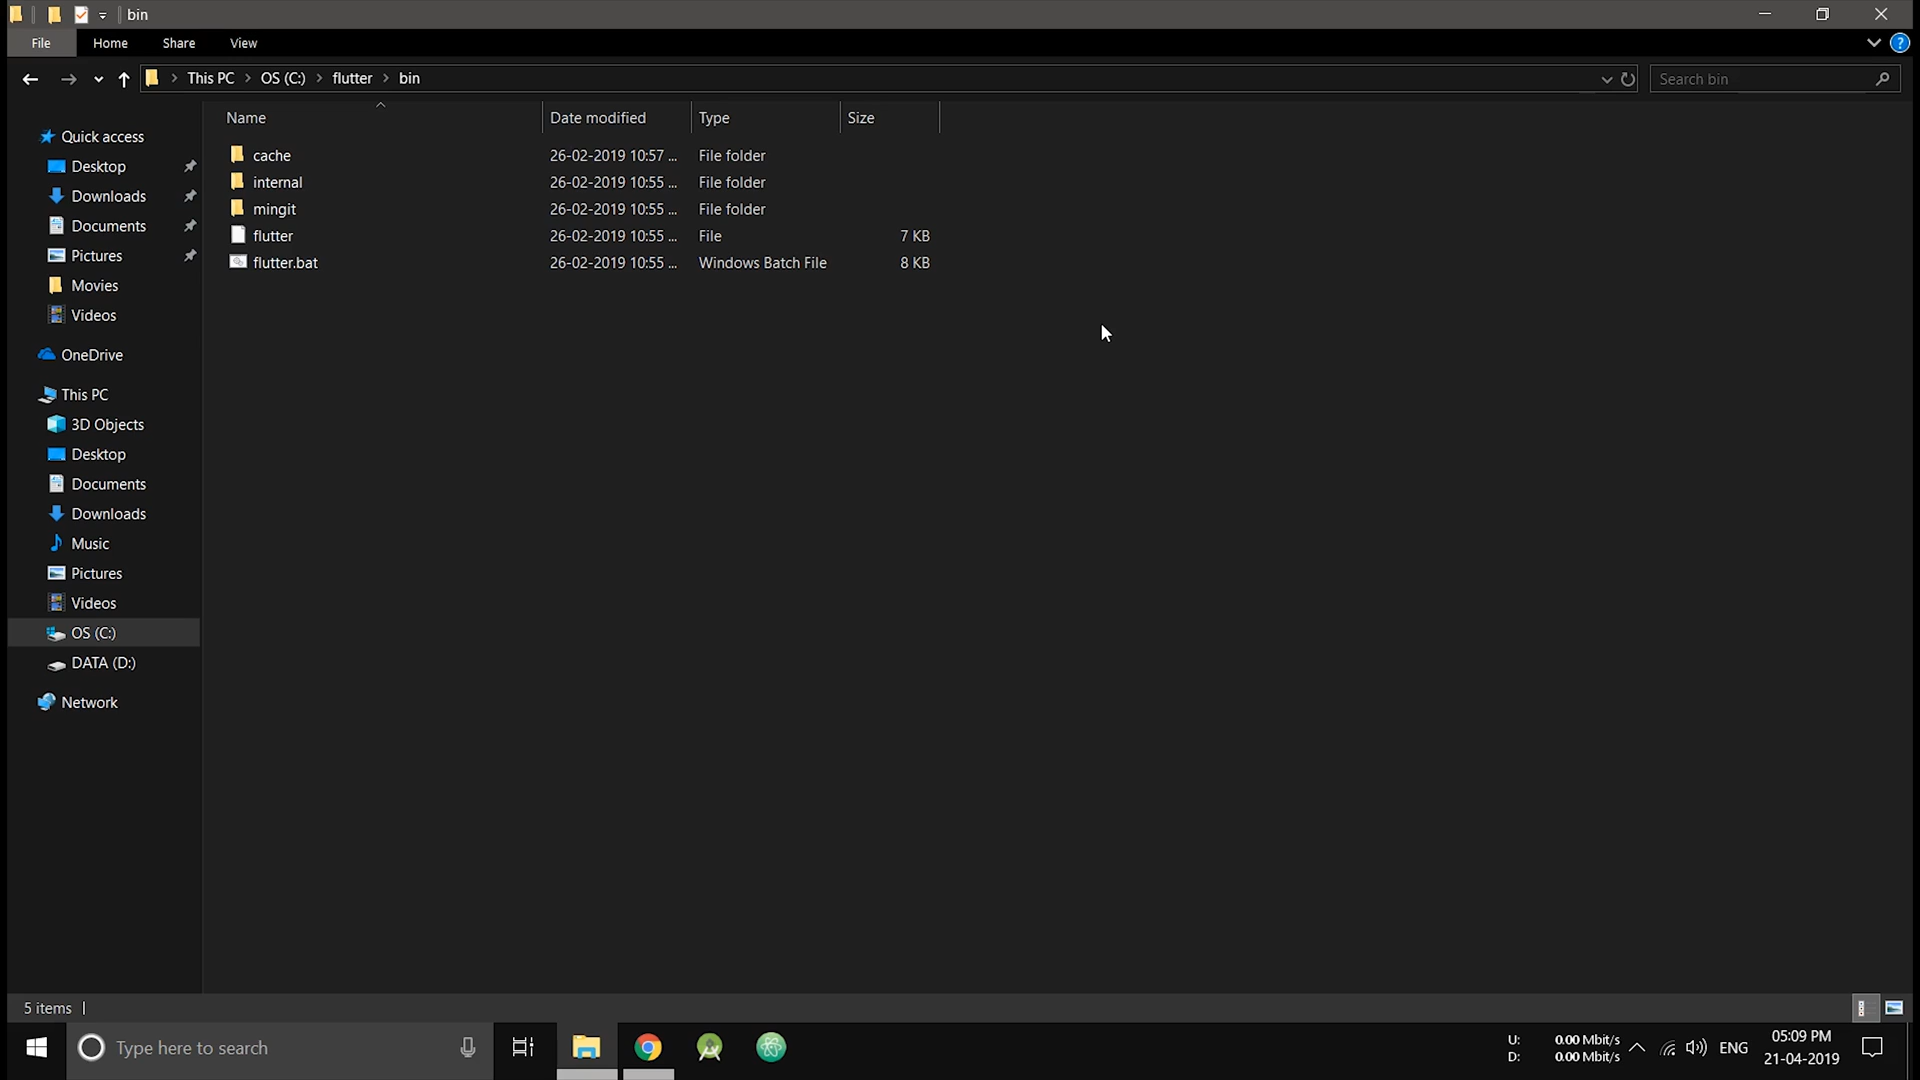 bin
File Home Share View
This PC OS (C:) flutter bin
Search bin
Name Date modified Type Size
cache 26-02-2019 10:57 ... File folder
internal 26-02-2019 10:55 ... File folder
mingit 26-02-2019 10:55 ... File folder
flutter 26-02-2019 10:55 ... File 7 KB
flutter.bat 26-02-2019 10:55 ... Windows Batch File 8 KB
Quick access
Desktop
Downloads
Documents
Pictures
Movies
Videos
OneDrive
This PC
3D Objects
Desktop
Documents
Downloads
Music
Pictures
Videos
OS (C:)
DATA (D:)
Network
5 items
Type here to search
U: 0.00 Mbit/s
D: 0.00 Mbit/s
ENG
05:09 PM
21-04-2019